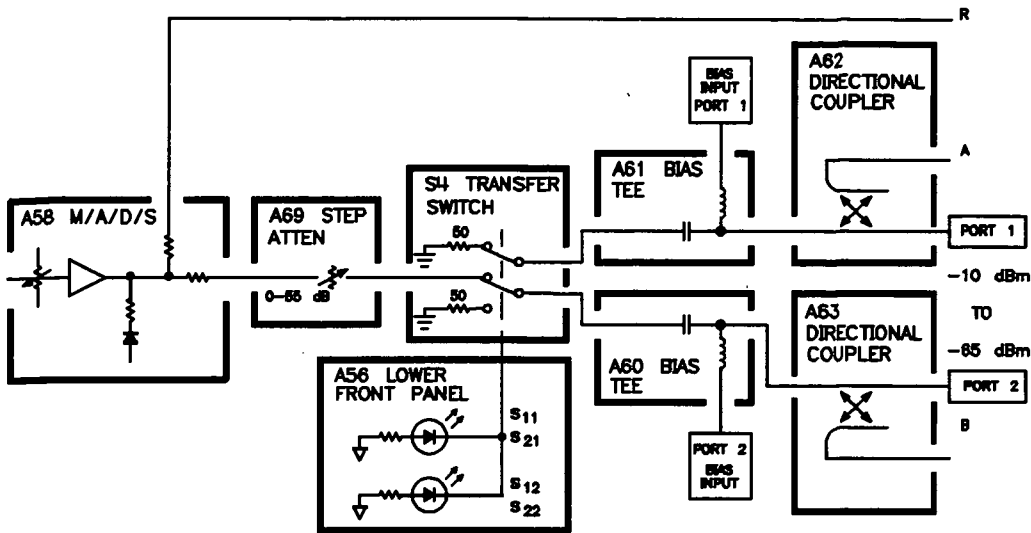 R
A62
DIRECTIONAL
COUPLER
BIAS
INPUT
PORT 1
A
A61 BIAS
TEE
S4 TRANSFER
SWITCH
A58 M/A/D/S
A69 STEP
ATTEN
50
PORT 1
0-55 dB
-10 dBm
50
TO
A63
DIRECTIONAL
COUPLER
-65 dBm
A60 BIAS
TEE
A56 LOWER
FRONT PANEL
PORT 2
S11
S21
B
PORT 2
BIAS
INPUT
S12
S22